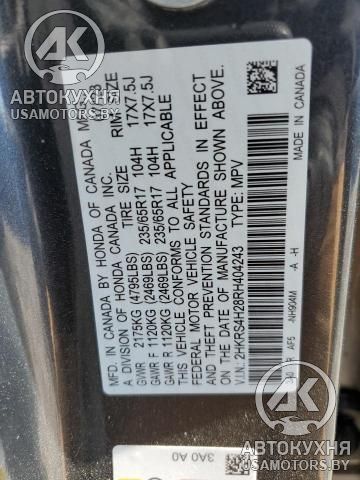 MADE IN CANADA
MFD. IN CANADA BY HONDA OF CANADA MFG.
A DIVISION OF HONDA CANADA INC.
TIRE SIZE RIM SIZE
GVWR 2175KG (4795LBS)
GAWR F 1120KG (2469LBS) 235/65R17 104H 17X7.5J
GAWR R 1120KG (2469LBS) 235/65R17 104H 17X7.5J
THIS VEHICLE CONFORMS TO ALL APPLICABLE
FEDERAL MOTOR VEHICLE SAFETY
THEFT PREVENTION STANDARDS IN EFFECT
ON THE DATE OF MANUFACTURE SHOWN ABOVE.
V.I.N.: 2HKRS4H28RH404243 TYPE: MPV
R AF5 -NH904M -A -H
3A0 A0
АК
АВТОКУХНЯ
USAMOTORS.BY
АК
АВТОКУХНЯ
USAMOTORS.BY